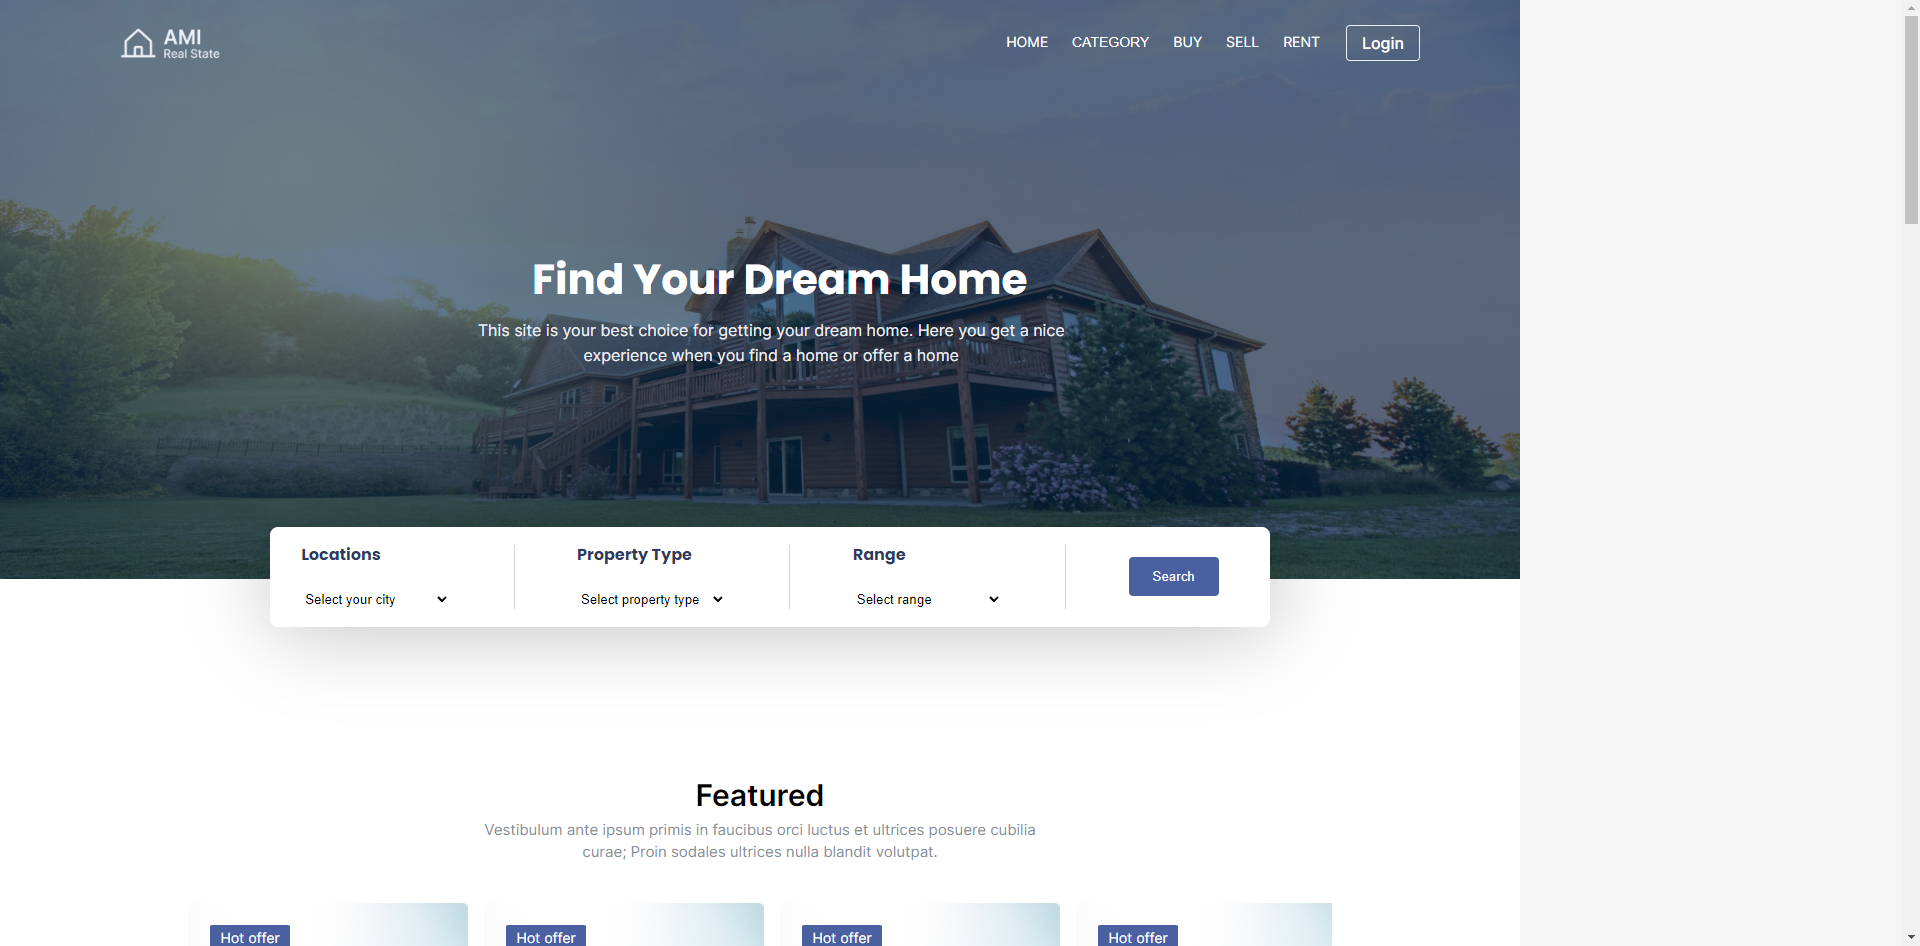 AMI
Real State
HOME CATEGORY BUY SELL RENT Login
Find Your Dream Home
This site is your best choice for getting your dream home. Here you get a nice
experience when you find a home or offer a home
Locations Property Type Range
Select your city Select property type Select range
Search
Featured
Vestibulum ante ipsum primis in faucibus orci luctus et ultrices posuere cubilia
curae; Proin sodales ultrices nulla blandit volutpat.
Hot offer Hot offer Hot offer Hot offer